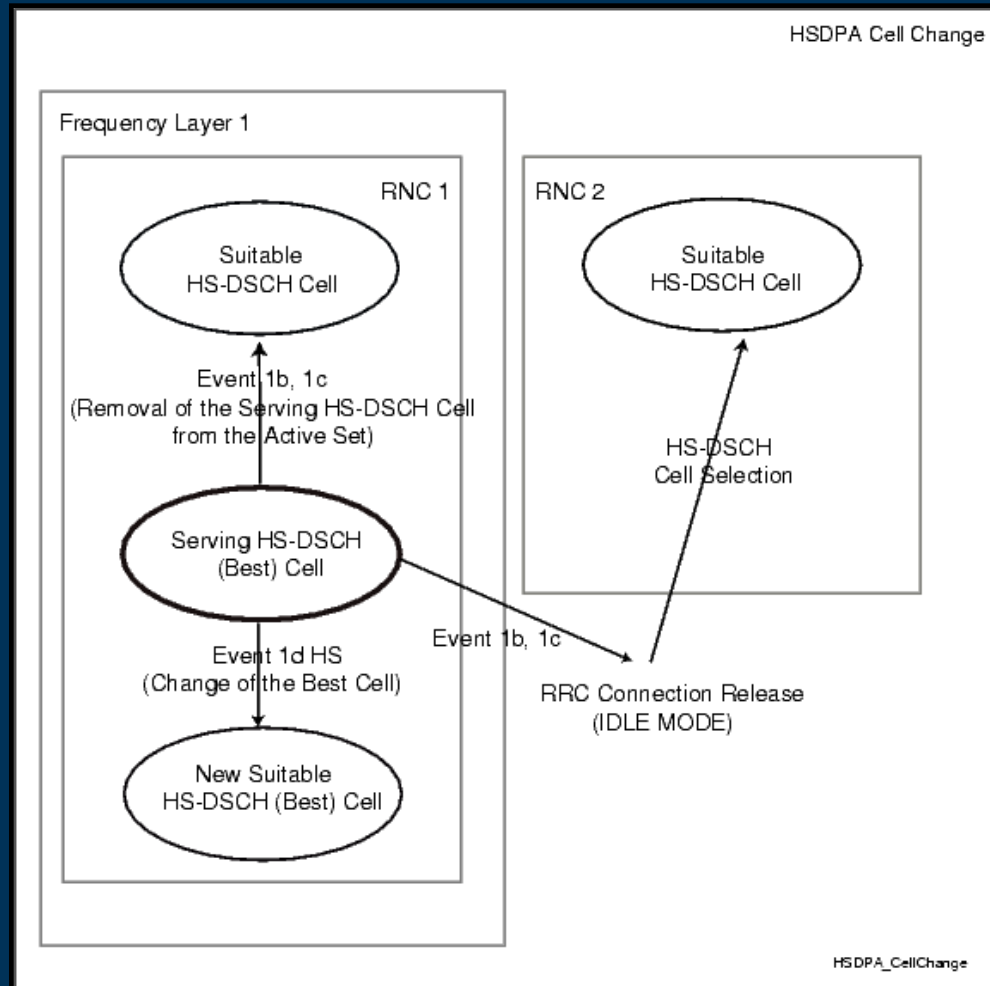 HSDPA Cell Change
Frequency Layer 1
RNC 1
RNC 2
Suitable
HS-DSCH Cell
Suitable
HS-DSCH Cell
Event 1b, 1c
(Removal of the Serving HS-DSCH Cell
from the Active Set)
HS-DSCH
Cell Selection
Serving HS-DSCH
(Best) Cell
Event 1b, 1c
Event 1d HS
(Change of the Best Cell)
RRC Connection Release
(IDLE MODE)
New Suitable
HS-DSCH (Best) Cell
HSDPA_CellChange